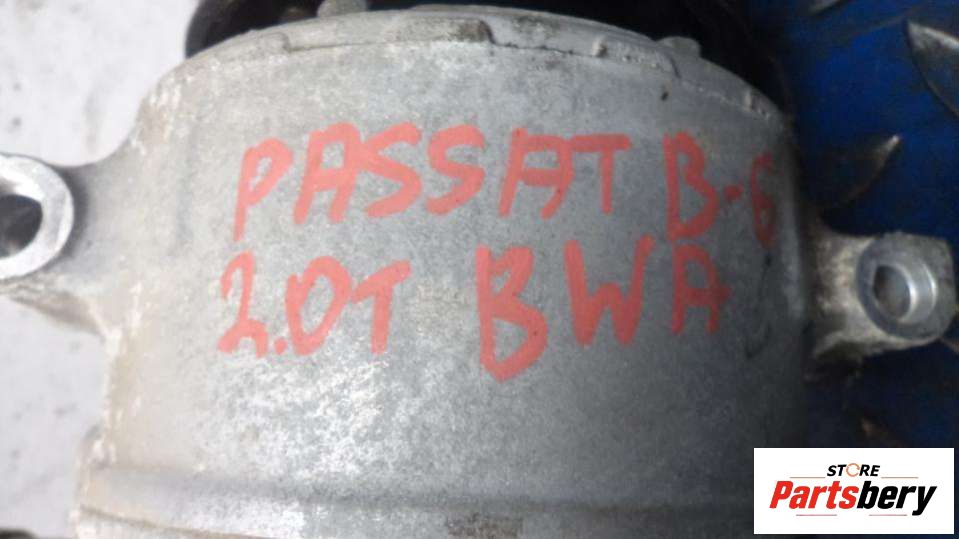 PASSAT B-6
2.0T BWA
STORE
Partsbery